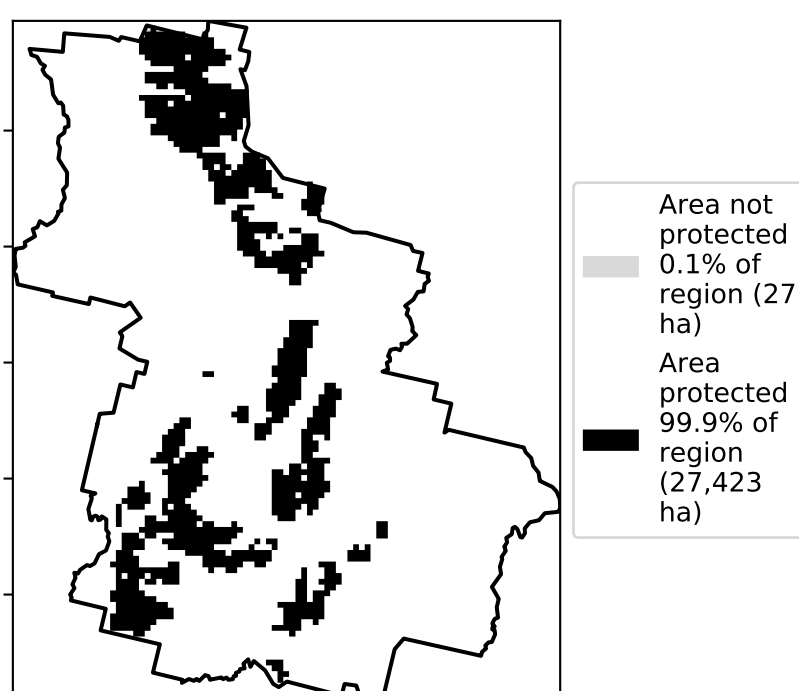 Area not
protected
0.1% of
region (27
ha)
Area
protected
99.9% of
region
(27,423
ha)